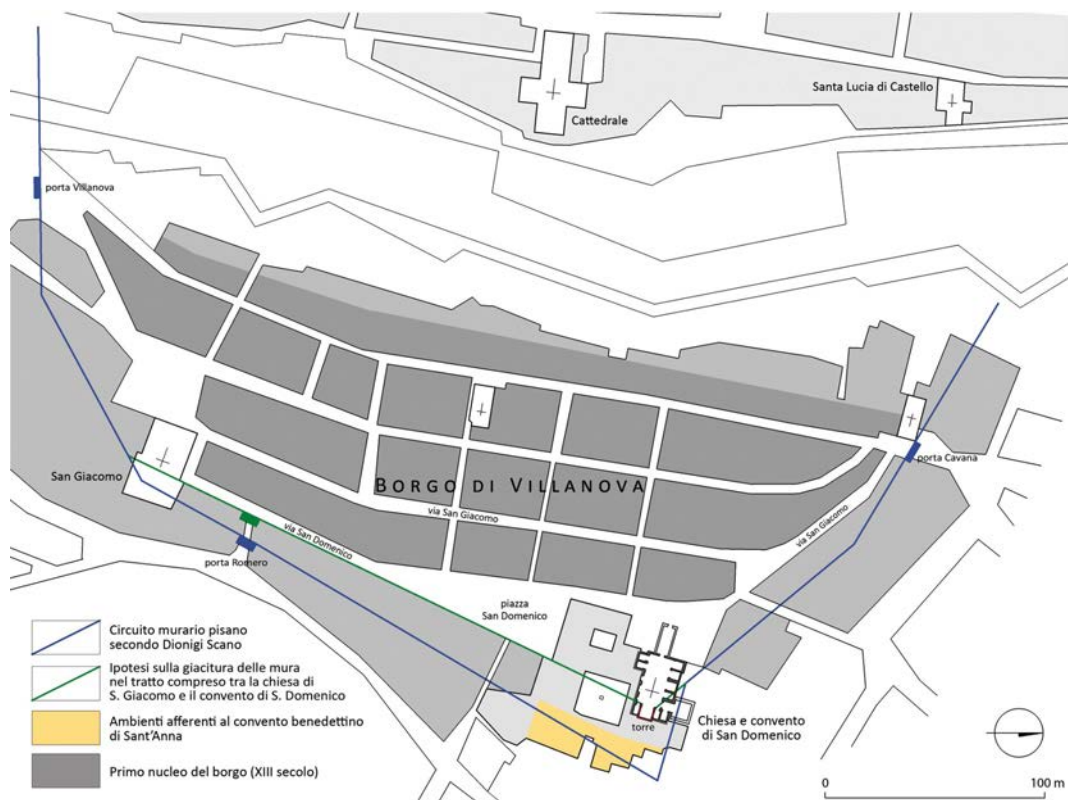 Santa Lucia di Castello
Cattedrale
porta Villanova
San Giacomo
porta Romero
via San Domenico
BORGO DI VILLANOVA
via San Giacomo
via San Giacomo
porta Cavana
piazza
San Domenico
torre
Chiesa e convento
di San Domenico
Circuito murario pisano
secondo Dionigi Scano
Ipotesi sulla giacitura delle mura
nel tratto compreso tra la chiesa di
S. Giacomo e il convento di S. Domenico
Ambienti afferenti al convento benedettino
di Sant'Anna
Primo nucleo del borgo (XIII secolo)
0
100 m